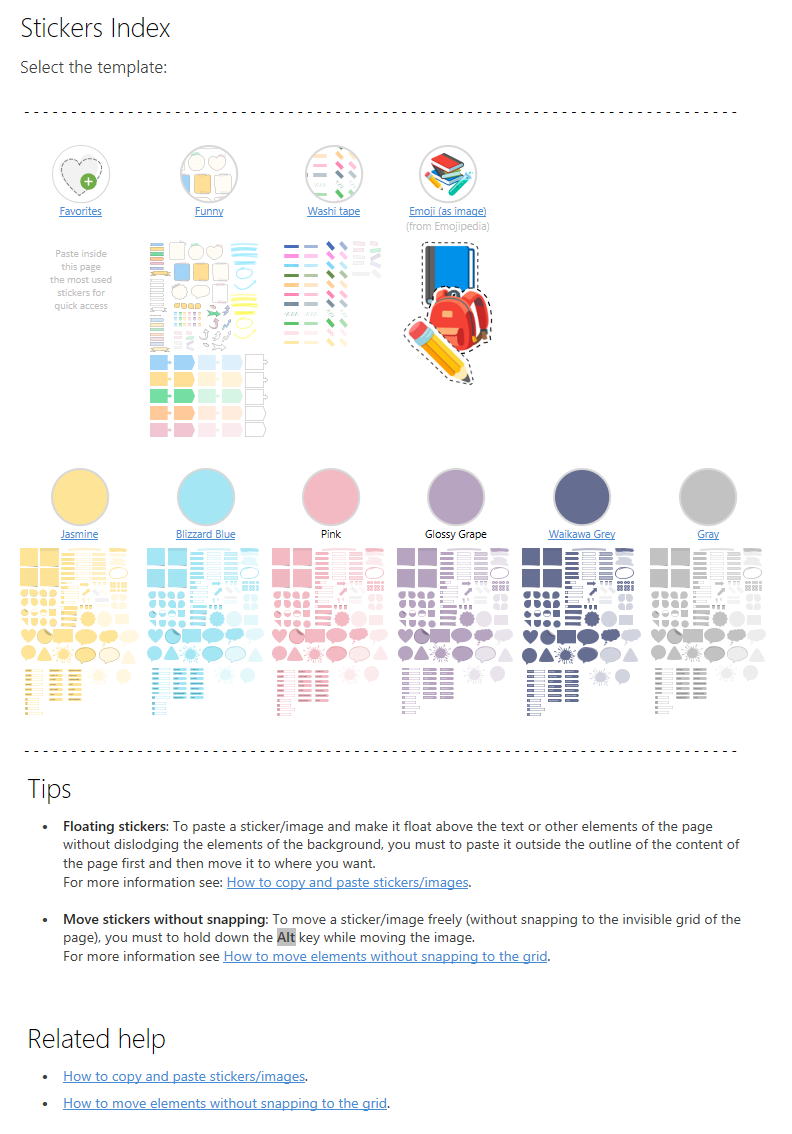 Stickers Index
Select the template:
Favorites
Funny
Washi tape
Emoji (as image)
(from Emojipedia)
Paste inside
this page
the most used
stickers for
quick access
Jasmine
Blizzard Blue
Pink
Glossy Grape
Waikawa Grey
Gray
Tips
• Floating stickers: To paste a sticker/image and make it float above the text or other elements of the page
without dislodging the elements of the background, you must to paste it outside the outline of the content of
the page first and then move it to where you want.
For more information see: How to copy and paste stickers/images.
• Move stickers without snapping: To move a sticker/image freely (without snapping to the invisible grid of the
page), you must to hold down the Alt key while moving the image.
For more information see How to move elements without snapping to the grid.
Related help
• How to copy and paste stickers/images.
• How to move elements without snapping to the grid.